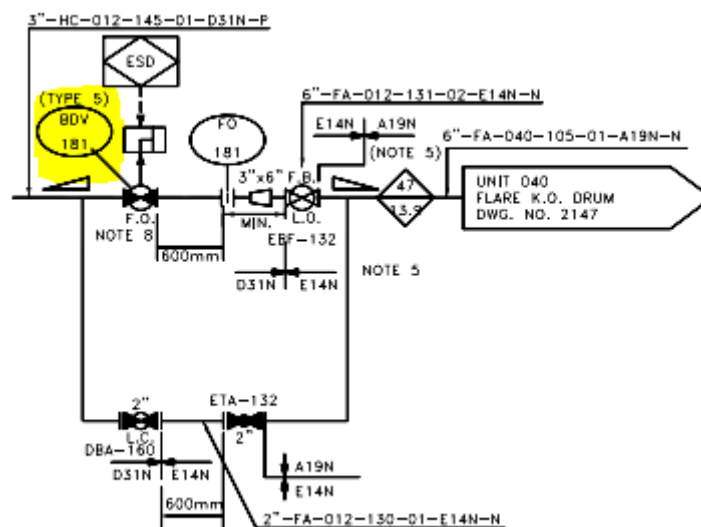 3"-HC-012-145-01-D31N-P
ESD
6"-FA-012-131-02-E14N-N
(TYPE 5)
BDV
181
FO
181
E14N
A19N
(NOTE 5)
6"-FA-040-105-01-A19N-N
3"x6"
F.B.
47
13.9
UNIT 040
FLARE K.O. DRUM
DWG. NO. 2147
F.O.
NOTE 8
MIN.
L.O.
EBF-132
600mm
D31N
E14N
NOTE 5
2"
ETA-132
L.C.
2"
DBA-160
D31N
E14N
A19N
E14N
600mm
2"-FA-012-130-01-E14N-N